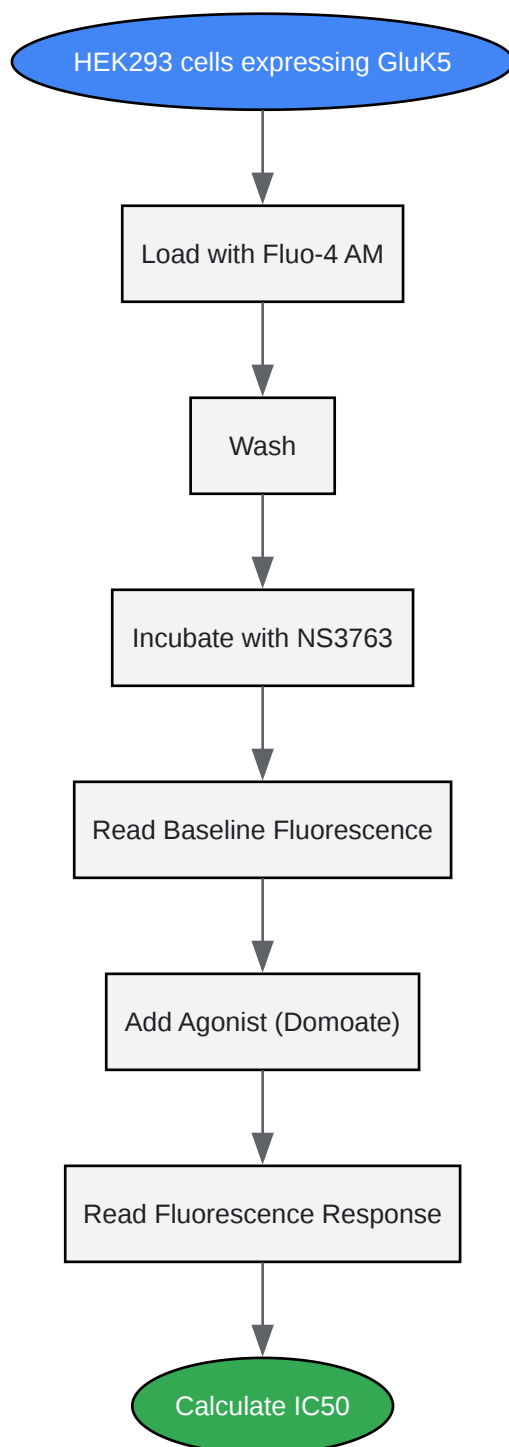 HEK293 cells expressing GluK5
Load with Fluo-4 AM
Wash
Incubate with NS3763
Read Baseline Fluorescence
Add Agonist (Domoate)
Read Fluorescence Response
Calculate IC50